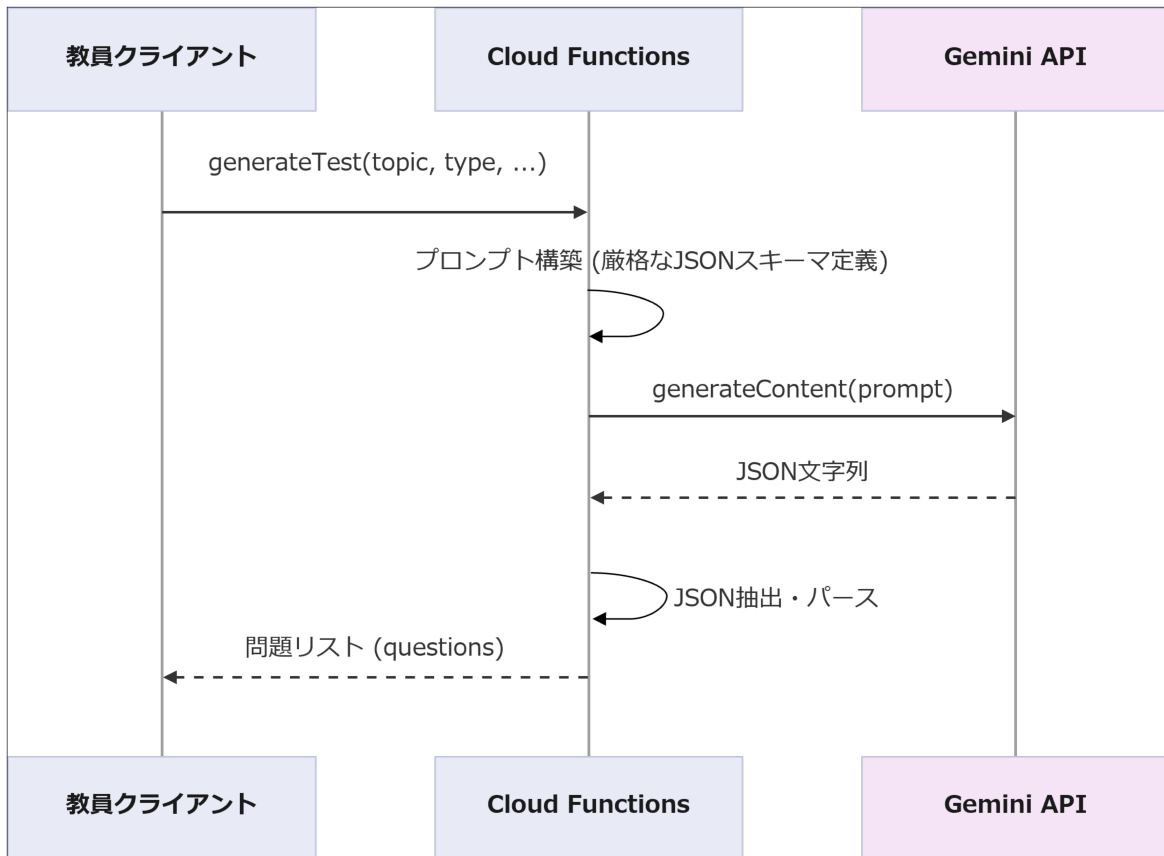 教員クライアント
Cloud Functions
Gemini API
generateTest(topic, type, ...)
プロンプト構築 (厳格なJSONスキーマ定義)
generateContent(prompt)
JSON文字列
JSON抽出・パース
問題リスト (questions)
教員クライアント
Cloud Functions
Gemini API